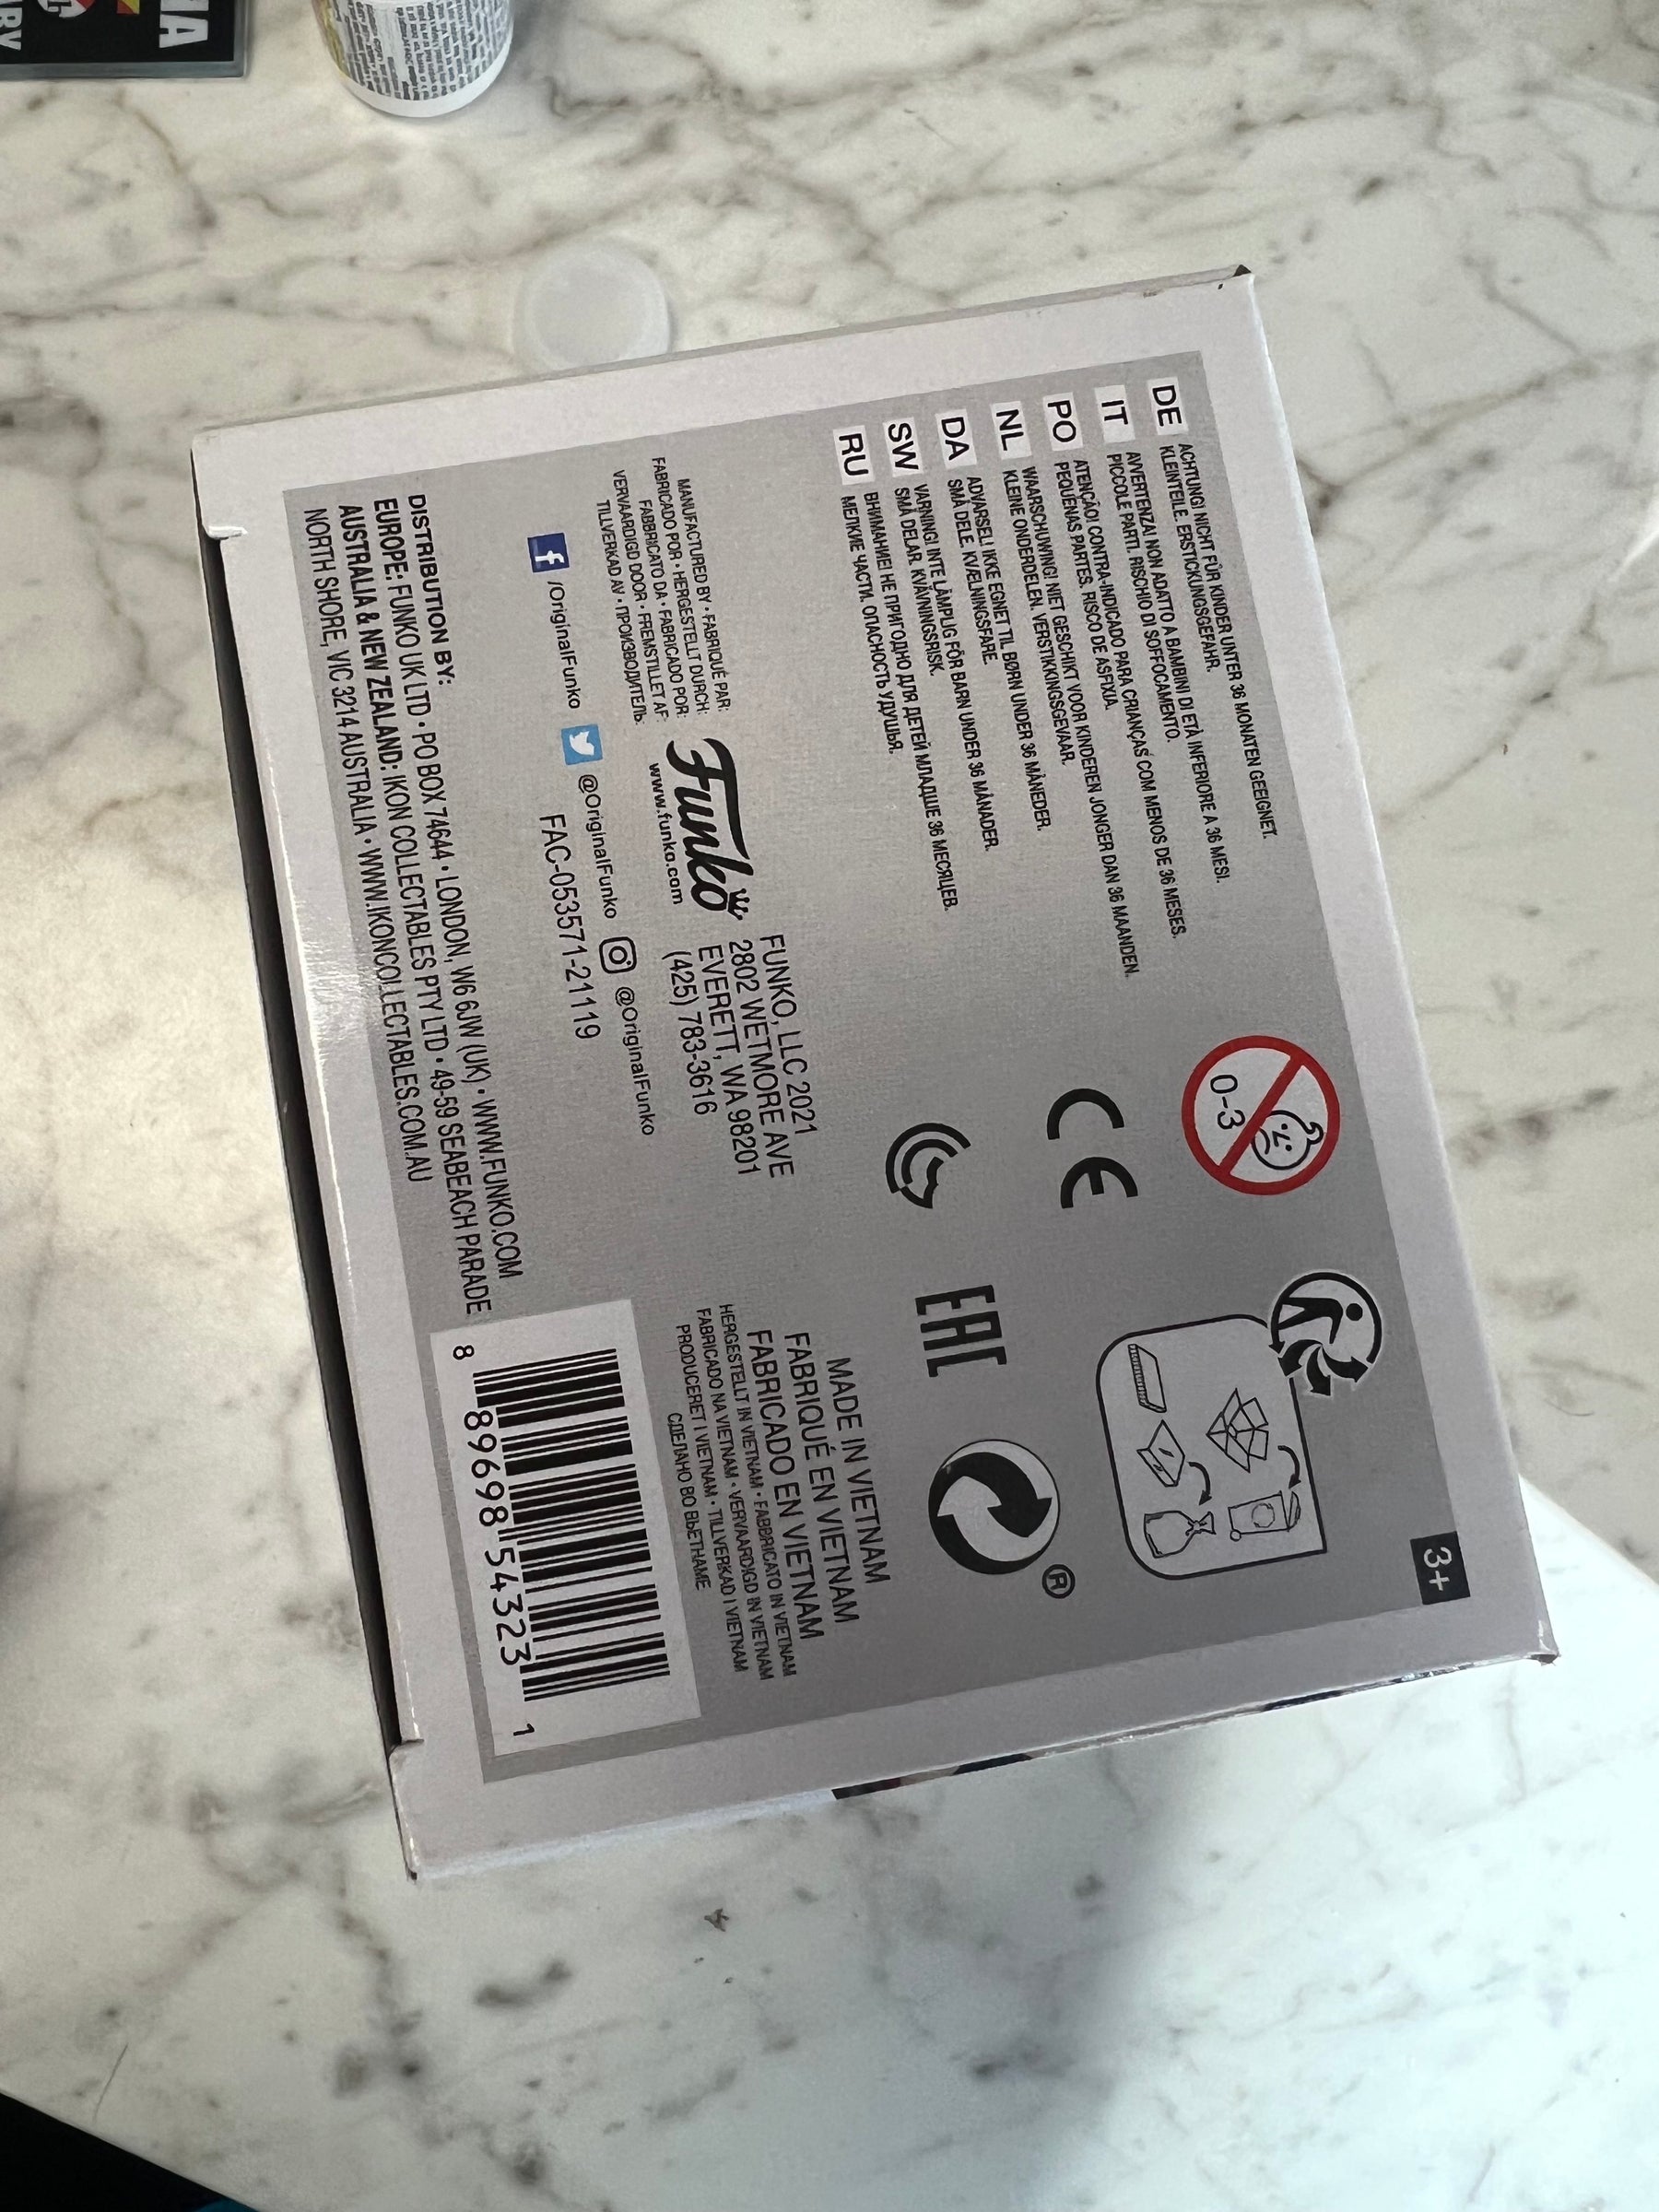 3+
DE
ACHTUNG! NICHT FÜR KINDER UNTER 36 MONATEN GEEIGNET.
KLEINTEILE. ERSTICKUNGSGEFAHR.
IT
AVVERTENZA! NON ADATTO A BAMBINI DI ETÀ INFERIORE A 36 MESI.
PICCOLE PARTI. RISCHIO DI SOFFOCAMENTO.
PO
ATENÇÃO! CONTRA-INDICADO PARA CRIANÇAS COM MENOS DE 36 MESES.
PEQUENAS PARTES. RISCO DE ASFIXIA.
NL
WAARSCHUWING! NIET GESCHIKT VOOR KINDEREN JONGER DAN 36 MAANDEN.
KLEINE ONDERDELEN. VERSTIKKINGSGEVAAR.
DA
ADVARSEL! IKKE EGNET TIL BØRN UNDER 36 MÅNEDER.
SMÅ DELE. KVÆLNINGSFARE.
SW
VARNING! INTE LÄMPLIG FÖR BARN UNDER 36 MÅNADER.
SMÅ DELAR. KVÄVNINGSRISK.
RU
ВНИМАНИЕ! НЕ ПРИГОДНО ДЛЯ ДЕТЕЙ МЛАДШЕ 36 МЕСЯЦЕВ.
МЕЛКИЕ ЧАСТИ. ОПАСНОСТЬ УДУШЬЯ.
0-3
CE
EAC
®
MANUFACTURED BY • FABRIQUÉ PAR:
FABRICADO POR • HERGESTELLT DURCH:
FABBRICATO DA • FABRICADO POR:
VERVAARDIGD DOOR • FREMSTILLET AF:
TILLVERKAD AV • ПРОИЗВОДИТЕЛЬ:
Funko
www.funko.com
FUNKO, LLC 2021
2802 WETMORE AVE
EVERETT, WA 98201
(425) 783-3616
MADE IN VIETNAM
FABRIQUÉ EN VIETNAM
FABRICADO EN VIETNAM
HERGESTELLT IN VIETNAM • FABBRICATO IN VIETNAM
FABRICADO NA VIETNAM • VERVAARDIGD IN VIETNAM
PRODUCERET I VIETNAM • TILLVERKAD I VIETNAM
СДЕЛАНО ВО ВЬЕТНАМЕ
/OriginalFunko @OriginalFunko @OriginalFunko
FAC-053571-21119
DISTRIBUTION BY:
EUROPE: FUNKO UK LTD • PO BOX 74644 • LONDON, W6 6JW (UK) • WWW.FUNKO.COM
AUSTRALIA & NEW ZEALAND: IKON COLLECTABLES PTY LTD • 49-59 SEABEACH PARADE
NORTH SHORE, VIC 3214 AUSTRALIA • WWW.IKONCOLLECTABLES.COM.AU
8 89698 54323 1